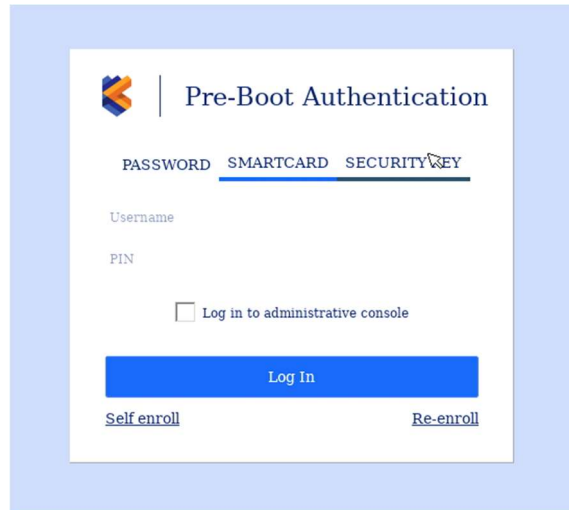 Pre-Boot Authentication
PASSWORD SMARTCARD SECURITY KEY
Username
PIN
Log in to administrative console
Log In
Self enroll Re-enroll